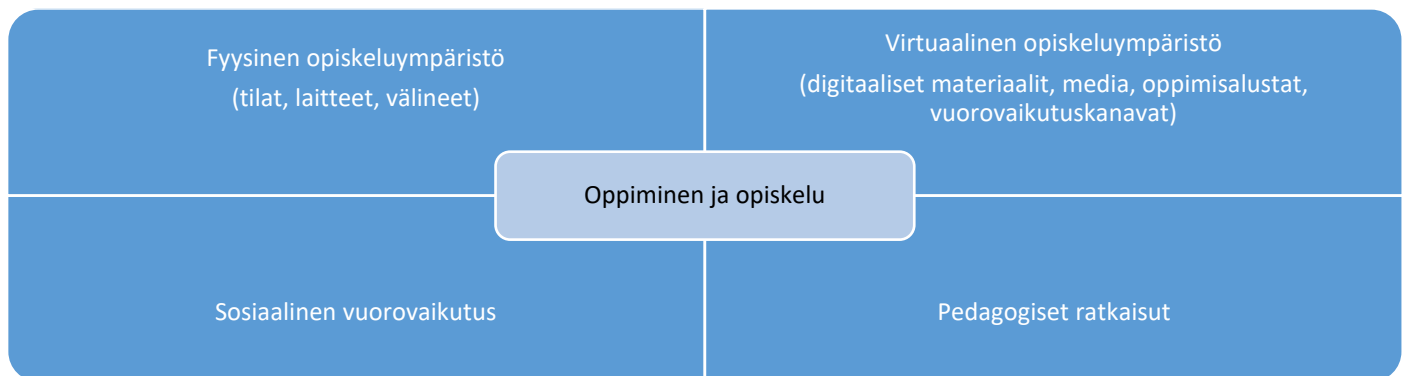 Fyysinen opiskeluympäristö
(tilat, laitteet, välineet)
Virtuaalinen opiskeluympäristö
(digitaaliset materiaalit, media, oppimisalustat,
vuorovaikutuskanavat)
Oppiminen ja opiskelu
Sosiaalinen vuorovaikutus
Pedagogiset ratkaisut